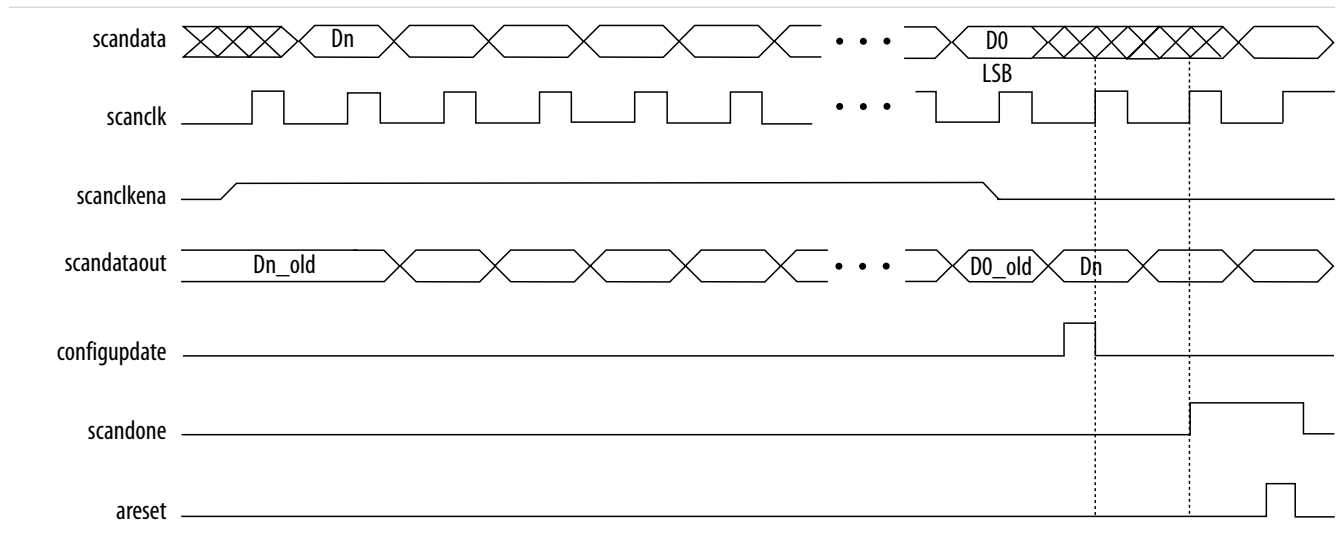 scandata Dn D0
LSB
scanclk
scanclkena
scandataout Dn_old D0_old Dn
configupdate
scandone
areset